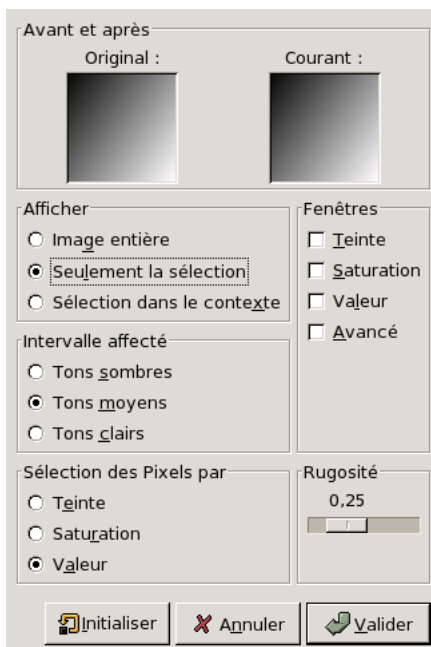 Avant et après
Original :
Courant :
Afficher
Image entière
Seulement la sélection
Sélection dans le contexte
Fenêtres
Teinte
Saturation
Valeur
Avancé
Intervalle affecté
Tons sombres
Tons moyens
Tons clairs
Sélection des Pixels par
Teinte
Saturation
Valeur
Rugosité
0,25
Initialiser
Annuler
Valider